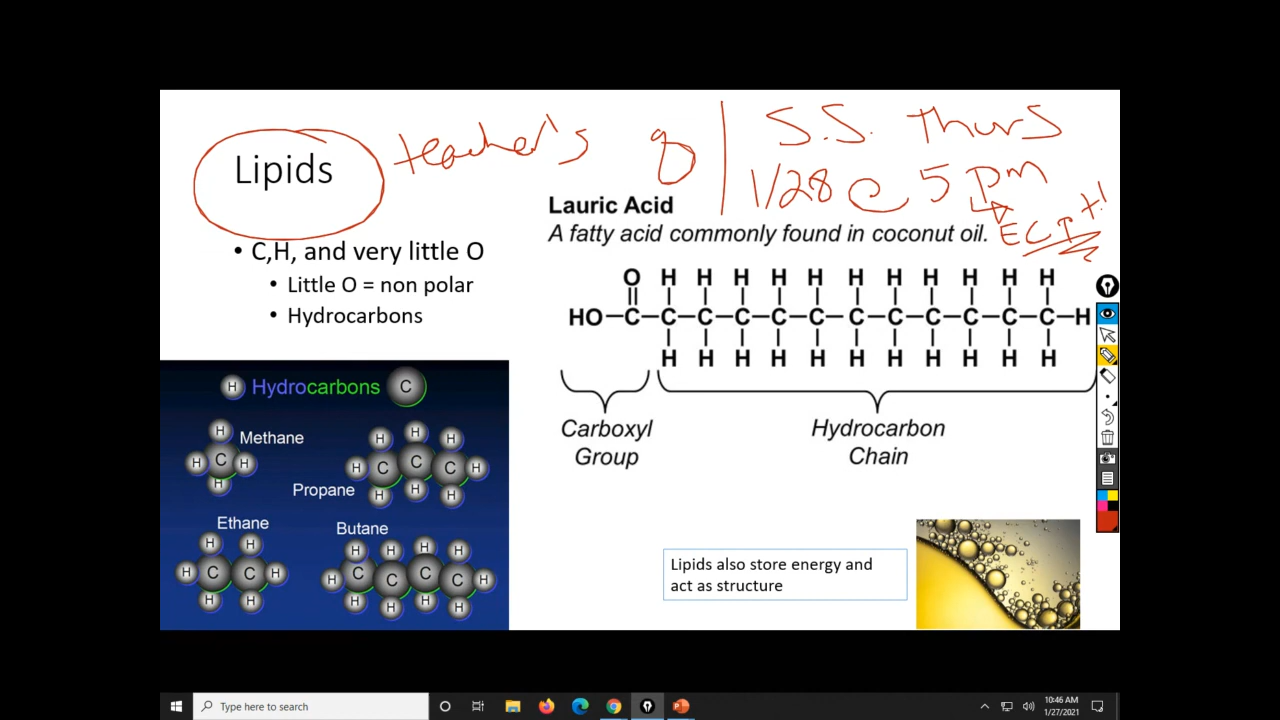 Lipids
teacher's
S.S. Thurs
1/28 @ 5 pm
• C,H, and very little O
• Little O = non polar
• Hydrocarbons
Lauric Acid
A fatty acid commonly found in coconut oil.
O H H H H H H H H H H H
HO—C—C—C—C—C—C—C—C—C—C—C—C—H
H H H H H H H H H H H
Carboxyl
Group
Hydrocarbon
Chain
H Hydrocarbons C
H
Methane
H C H
H
H H H
H C C C H
Propane
H H H
Ethane
H H
H C C H
H H
Butane
H H H H
H C C C C H
H H H H
Lipids also store energy and
act as structure
Type here to search
10:46 AM
1/27/2021